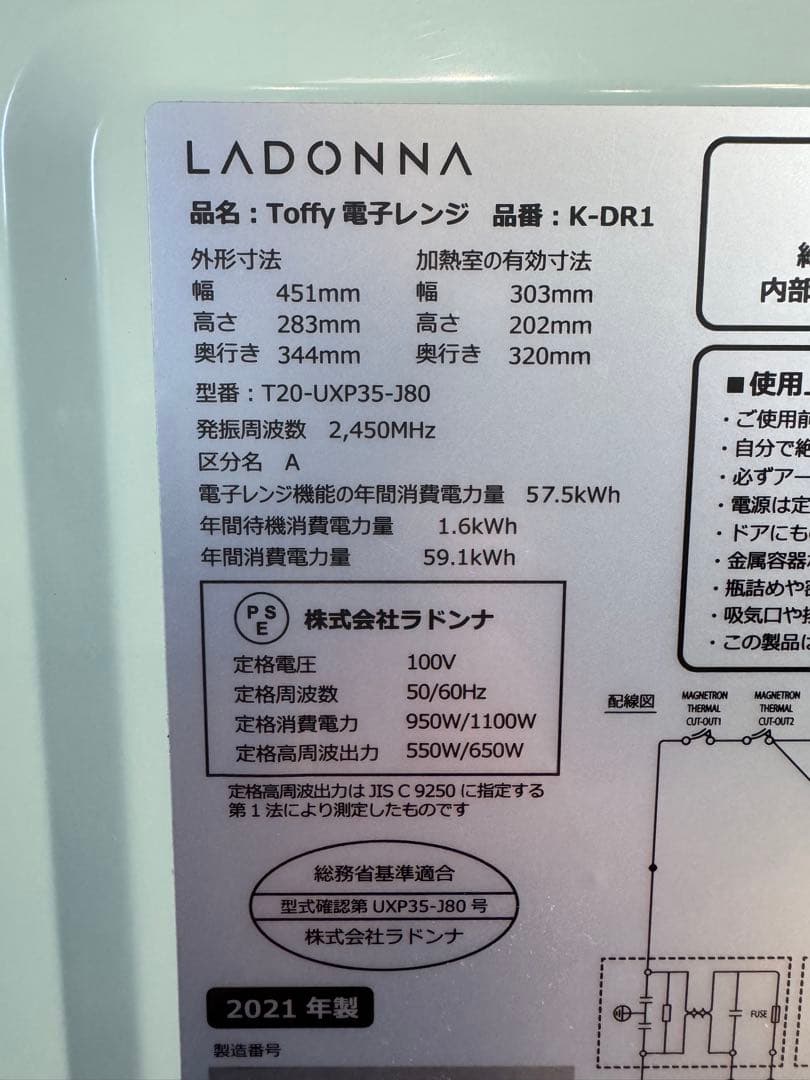 LADONNA
品名：Toffy 電子レンジ 品番：K-DR1
外形寸法 加熱室の有効寸法
幅 451mm 幅 303mm
高さ 283mm 高さ 202mm
奥行き 344mm 奥行き 320mm
型番：T20-UXP35-J80
発振周波数 2,450MHz
区分名 A
電子レンジ機能の年間消費電力量 57.5kWh
年間待機消費電力量 1.6kWh
年間消費電力量 59.1kWh
PSE 株式会社ラドンナ
定格電圧 100V
定格周波数 50/60Hz
定格消費電力 950W/1100W
定格高周波出力 550W/650W
定格高周波出力は JIS C 9250 に指定する
第 1 法により測定したものです
総務省基準適合
型式確認第 UXP35-J80 号
株式会社ラドンナ
2021 年製
製造番号
内部
■使用上
・ご使用前
・自分で絶
・必ずアー
・電源は定
・ドアにも
・金属容器
・瓶詰めや
・吸気口や
・この製品は
配線図
MAGNETRON THERMAL CUT-OUT1
MAGNETRON THERMAL CUT-OUT2
FUSE